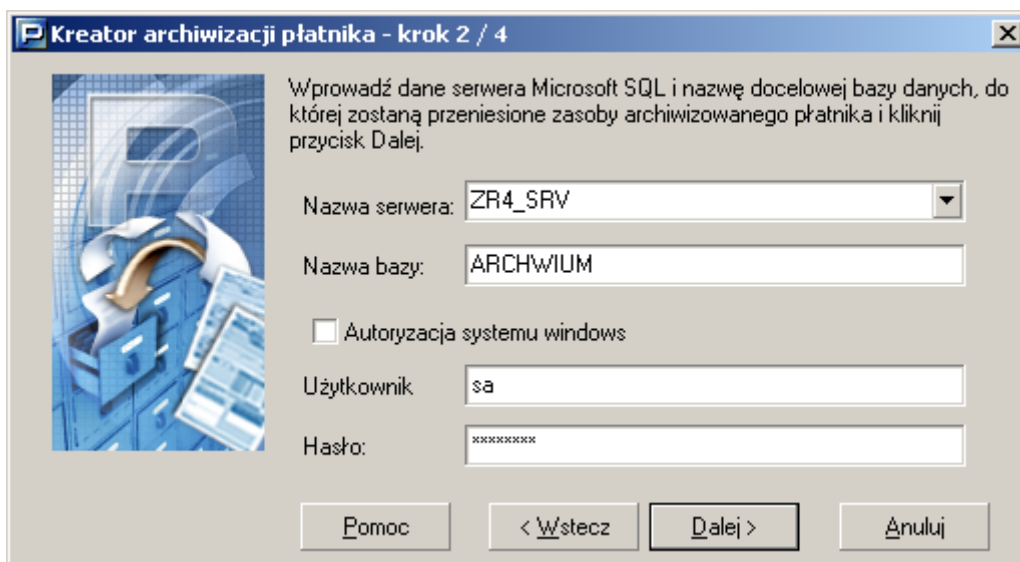 Kreator archiwizacji płatnika - krok 2 / 4
Wprowadź dane serwera Microsoft SQL i nazwę docelowej bazy danych, do
której zostaną przeniesione zasoby archiwizowanego płatnika i kliknij
przycisk Dalej.
Nazwa serwera: ZR4_SRV
Nazwa bazy: ARCHWIUM
Autoryzacja systemu windows
Użytkownik sa
Hasło: ********
Pomoc < Wstecz Dalej > Anuluj